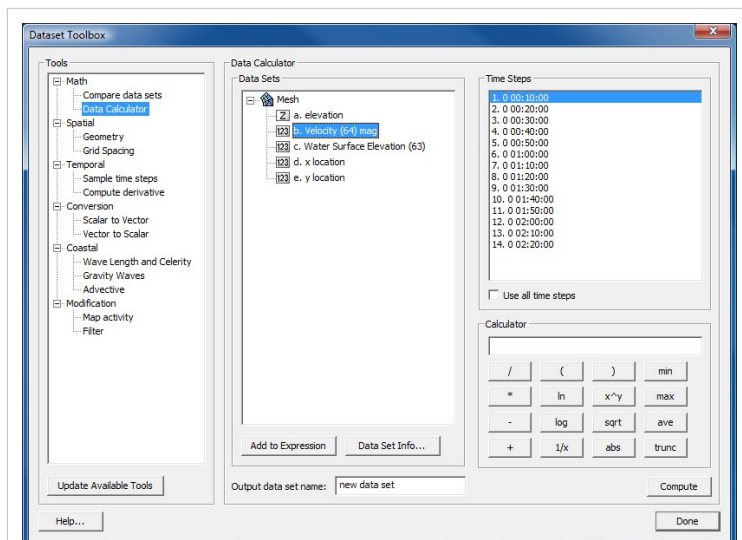 Dataset Toolbox
Tools
Math
Compare data sets
Data Calculator
Spatial
Geometry
Grid Spacing
Temporal
Sample time steps
Compute derivative
Conversion
Scalar to Vector
Vector to Scalar
Coastal
Wave Length and Celerity
Gravity Waves
Advective
Modification
Map activity
Filter
Update Available Tools
Help...
Data Calculator
Data Sets
Mesh
Z a. elevation
123 b. Velocity (64) mag
123 c. Water Surface Elevation (63)
123 d. x location
123 e. y location
Add to Expression
Data Set Info...
Output data set name: new data set
Time Steps
1. 0 00:10:00
2. 0 00:20:00
3. 0 00:30:00
4. 0 00:40:00
5. 0 00:50:00
6. 0 01:00:00
7. 0 01:10:00
8. 0 01:20:00
9. 0 01:30:00
10. 0 01:40:00
11. 0 01:50:00
12. 0 02:00:00
13. 0 02:10:00
14. 0 02:20:00
Use all time steps
Calculator
/ ( ) min
* ln x^y max
- log sqrt ave
+ 1/x abs trunc
Compute
Done